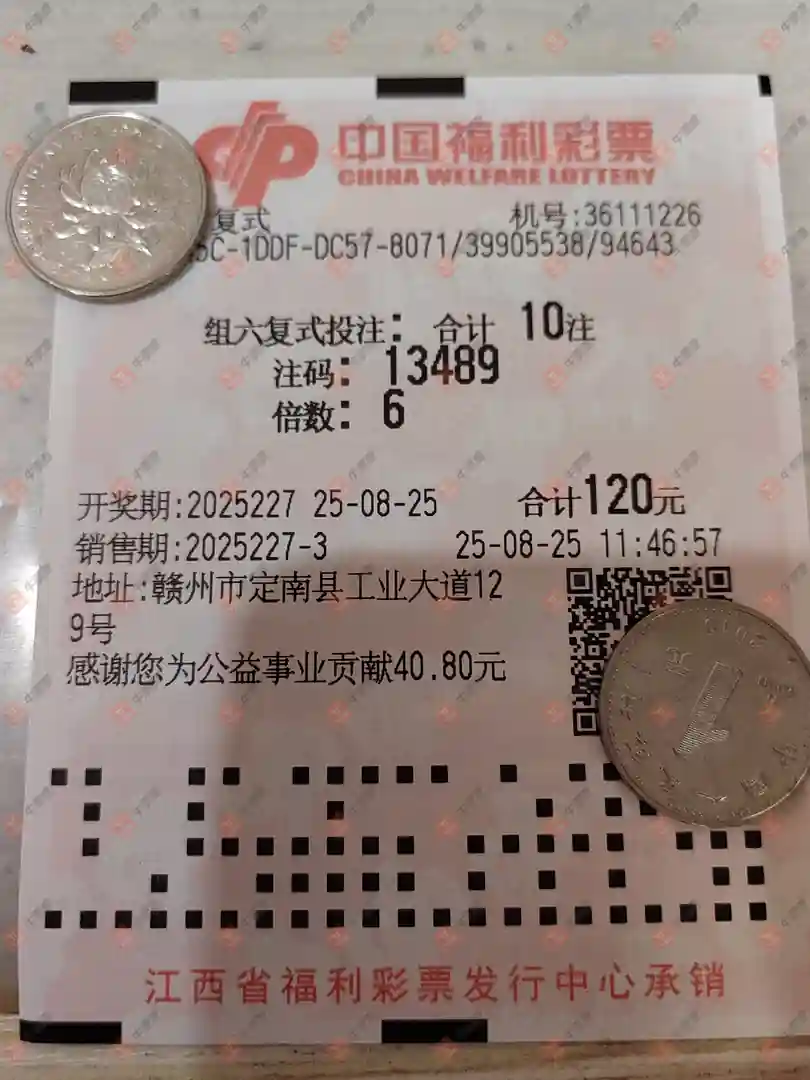 中国福利彩票
CHINA WELFARE LOTTERY
复式 机号:36111226
5C-1DDF-DC57-8071/39905538/94643
组六复式投注: 合计 10注
注码: 13489
倍数: 6
开奖期:2025227 25-08-25 合计120元
销售期:2025227-3 25-08-25 11:46:57
地址:赣州市定南县工业大道12
9号
感谢您为公益事业贡献40.80元
江西省福利彩票发行中心承销